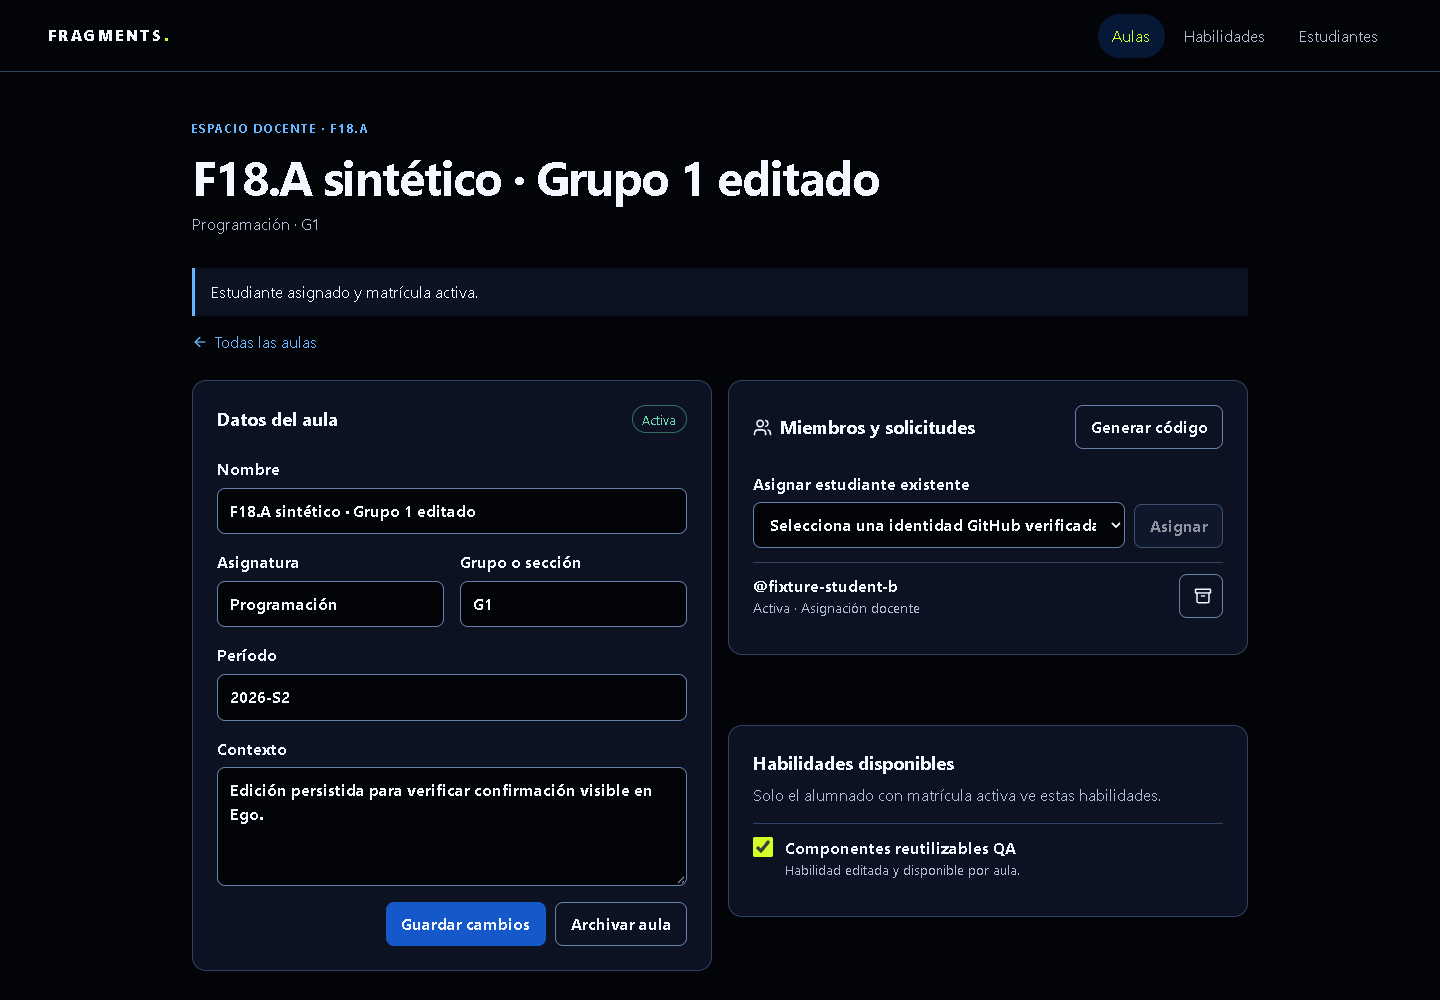 FRAGMENTS.
Aulas
Habilidades
Estudiantes
ESPACIO DOCENTE · F18.A
F18.A sintético · Grupo 1 editado
Programación · G1
Estudiante asignado y matrícula activa.
← Todas las aulas
Datos del aula
Activa
Nombre
F18.A sintético · Grupo 1 editado
Asignatura
Grupo o sección
Programación
G1
Período
2026-S2
Contexto
Edición persistida para verificar confirmación visible en
Ego.
Guardar cambios
Archivar aula
Miembros y solicitudes
Generar código
Asignar estudiante existente
Selecciona una identidad GitHub verificada
Asignar
@fixture-student-b
Activa · Asignación docente
Habilidades disponibles
Solo el alumnado con matrícula activa ve estas habilidades.
Componentes reutilizables QA
Habilidad editada y disponible por aula.